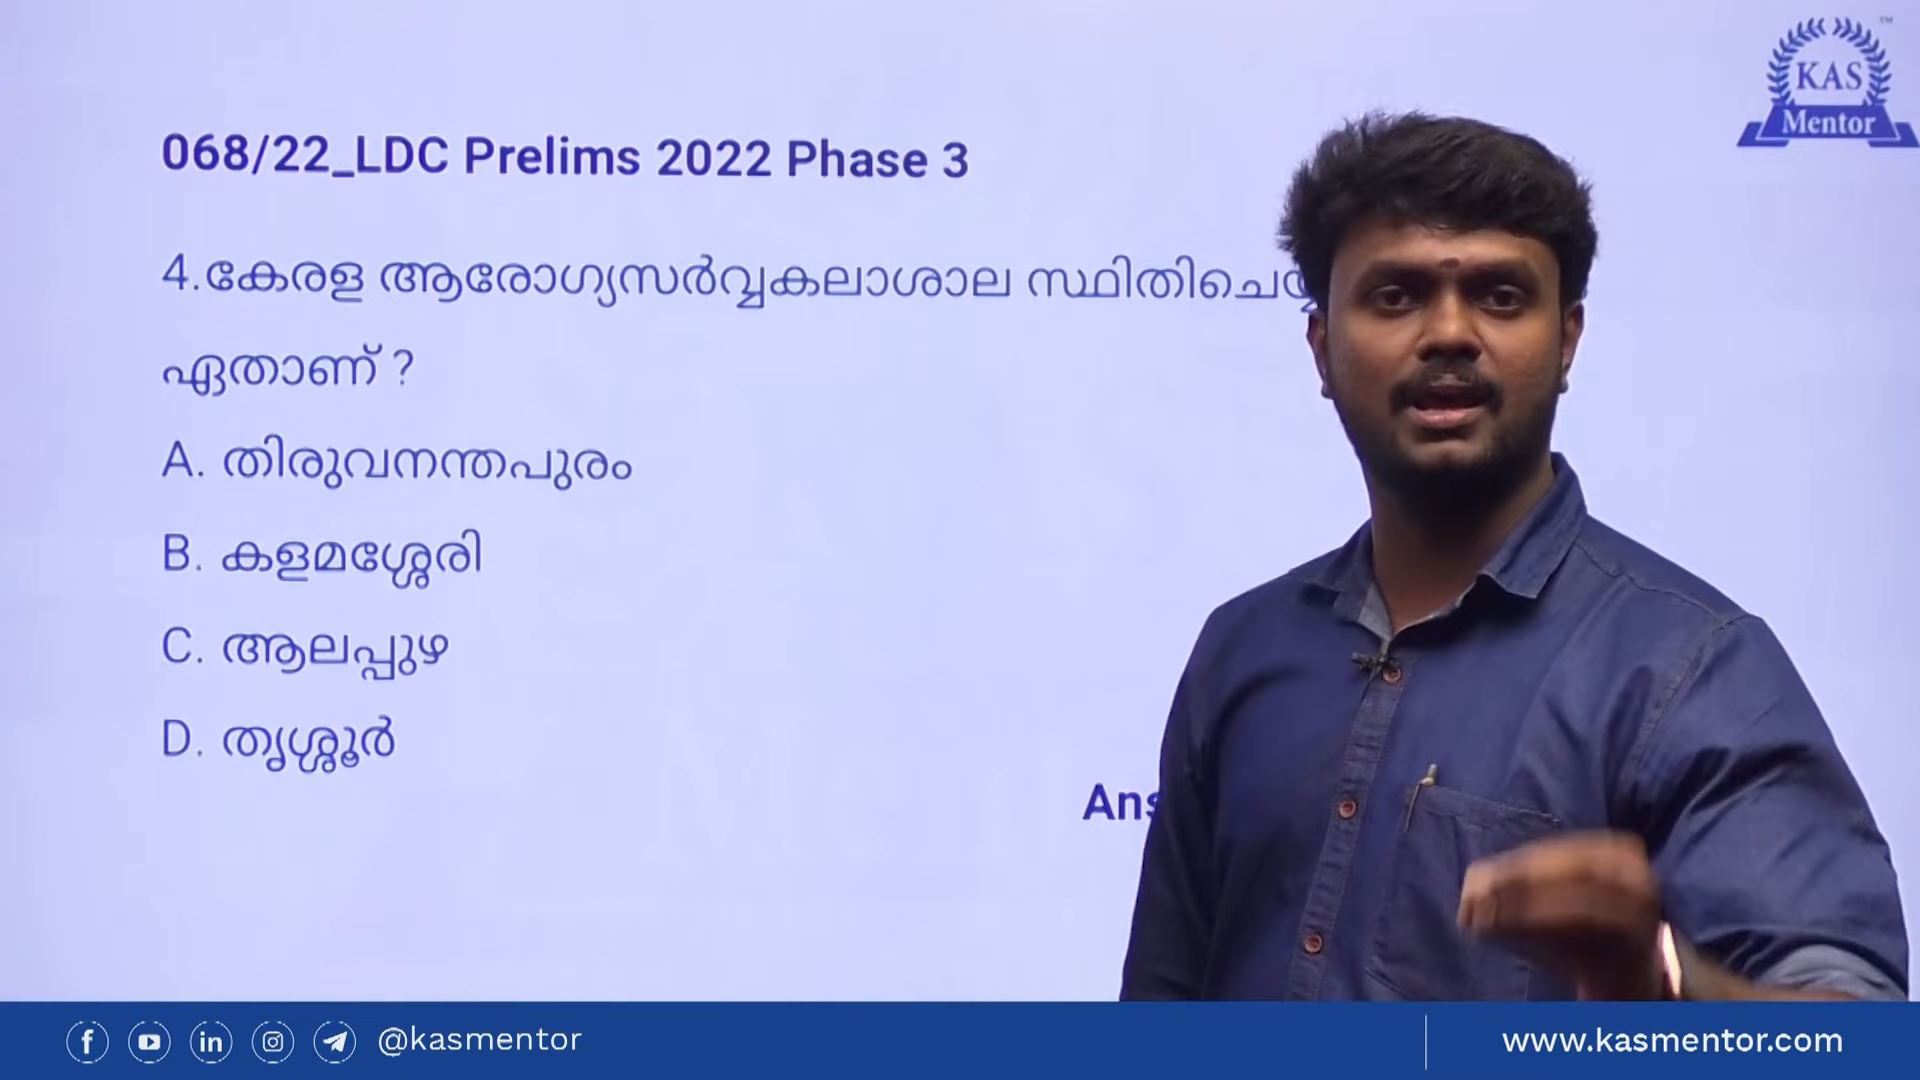 KAS
Mentor
TM
068/22_LDC Prelims 2022 Phase 3
4.കേരള ആരോഗ്യസർവ്വകലാശാല
ഏതാണ് ?
A. തിരുവനന്തപുരം
B. കളമശ്ശേരി
C. ആലപ്പുഴ
D. തൃശ്ശൂർ
@kasmentor
www.kasmentor.com